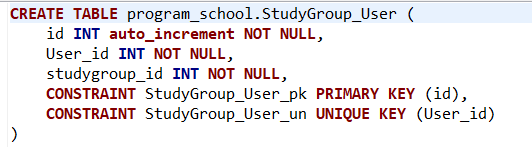 CREATE TABLE program_school.StudyGroup_User (
id INT auto_increment NOT NULL,
User_id INT NOT NULL,
studygroup_id INT NOT NULL,
CONSTRAINT StudyGroup_User_pk PRIMARY KEY (id),
CONSTRAINT StudyGroup_User_un UNIQUE KEY (User_id)
)